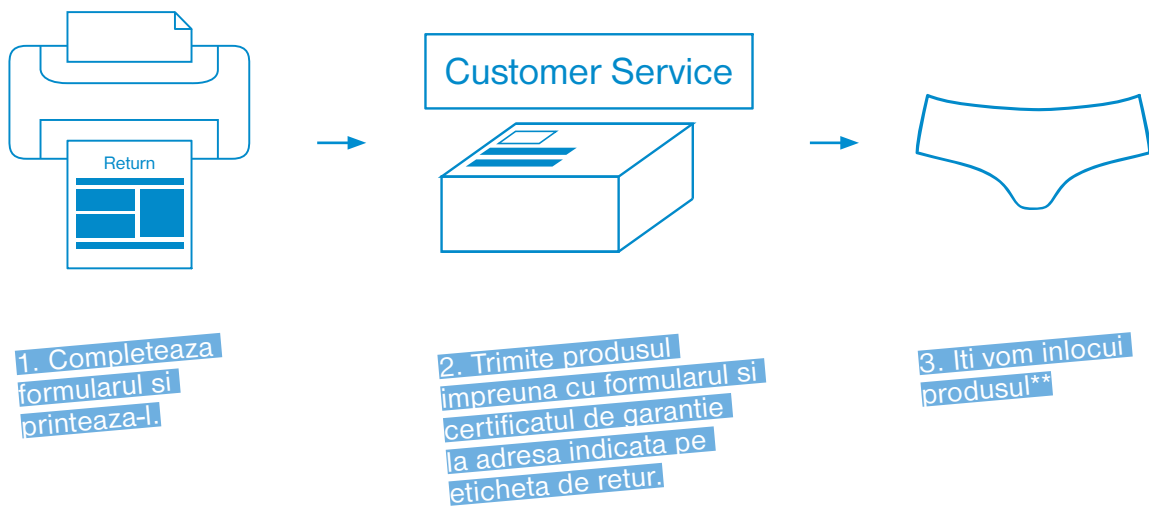 Customer Service
Return
1. Completeaza
formularul si
printeaza-l.
2. Trimite produsul
impreuna cu formularul si
certificatul de garantie
la adresa indicata pe
eticheta de retur.
3. Iti vom inlocui
produsul**